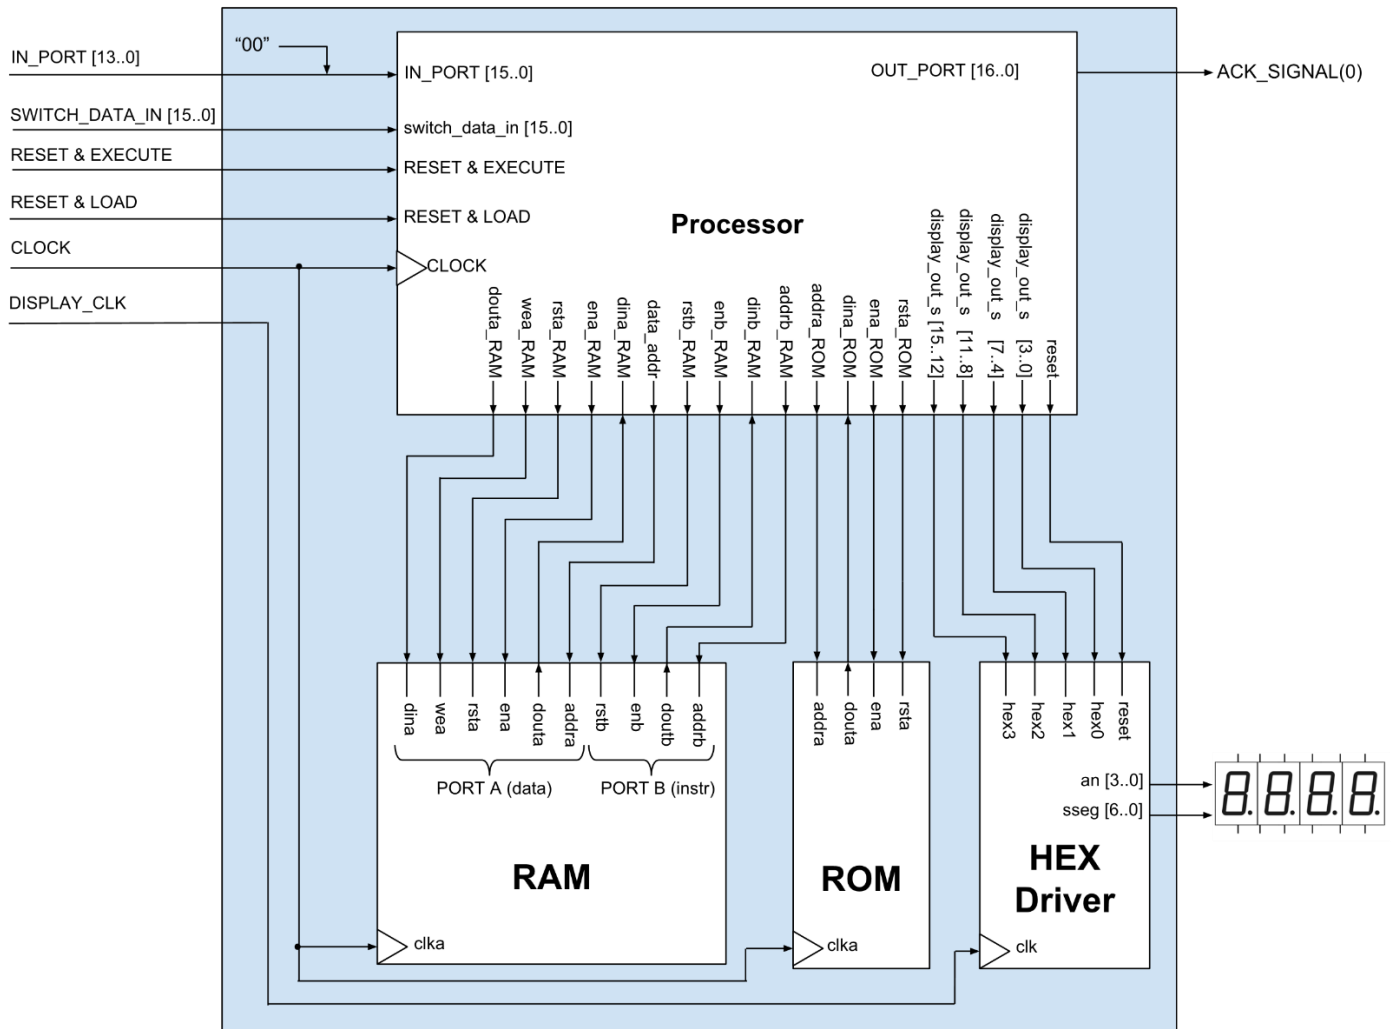 "00"
IN_PORT [13..0]
IN_PORT [15..0]
OUT_PORT [16..0]
ACK_SIGNAL(0)
SWITCH_DATA_IN [15..0]
switch_data_in [15..0]
RESET & EXECUTE
RESET & EXECUTE
RESET & LOAD
RESET & LOAD
Processor
CLOCK
CLOCK
DISPLAY_CLK
douta_RAM
wea_RAM
rsta_RAM
ena_RAM
dina_RAM
data_addr
rstb_RAM
enb_RAM
dinb_RAM
addrb_RAM
addra_ROM
dina_ROM
ena_ROM
rsta_ROM
display_out_s [15..12]
display_out_s [11..8]
display_out_s [7..4]
display_out_s [3..0]
reset
dina
wea
rsta
ena
douta
addra
rstb
enb
doutb
addrb
PORT A (data)
PORT B (instr)
RAM
clka
addra
douta
ena
rsta
ROM
clka
hex3
hex2
hex1
hex0
reset
an [3..0]
sseg [6..0]
HEX
Driver
clk
8.8.8.8.